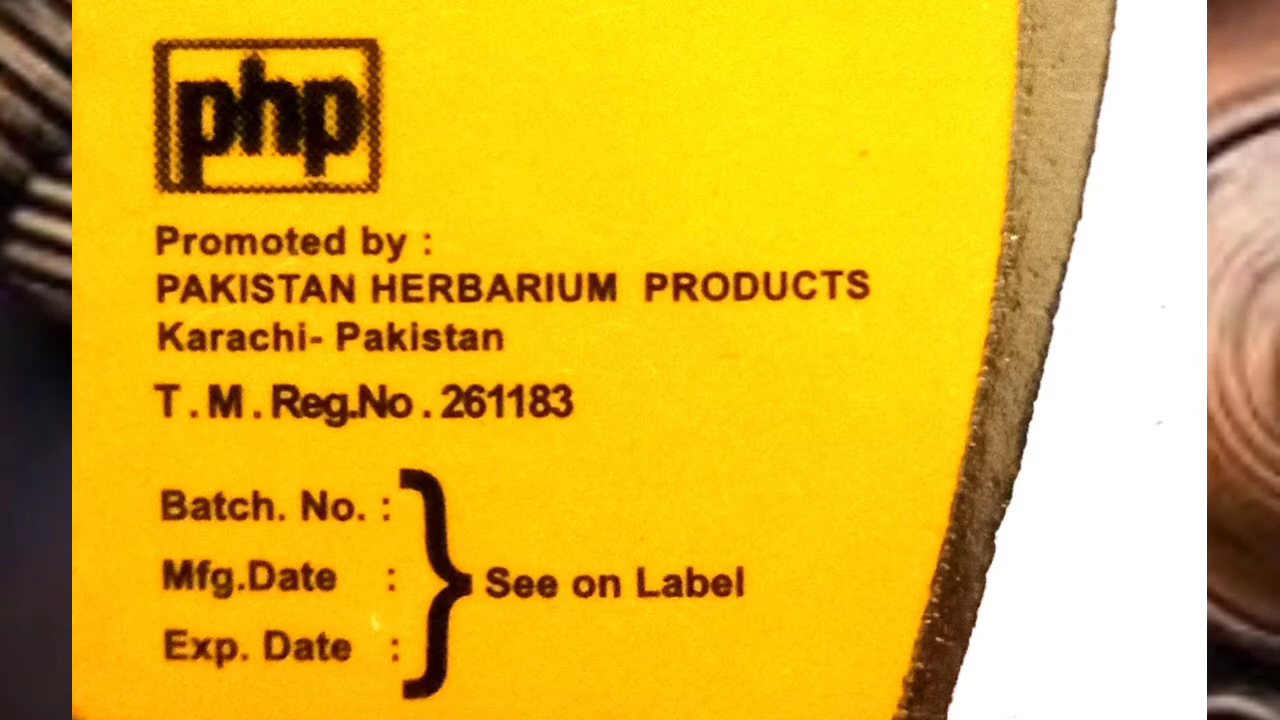 php
Promoted by :
PAKISTAN HERBARIUM PRODUCTS
Karachi- Pakistan
T . M . Reg.No . 261183
Batch. No. :
Mfg.Date :
Exp. Date :
} See on Label